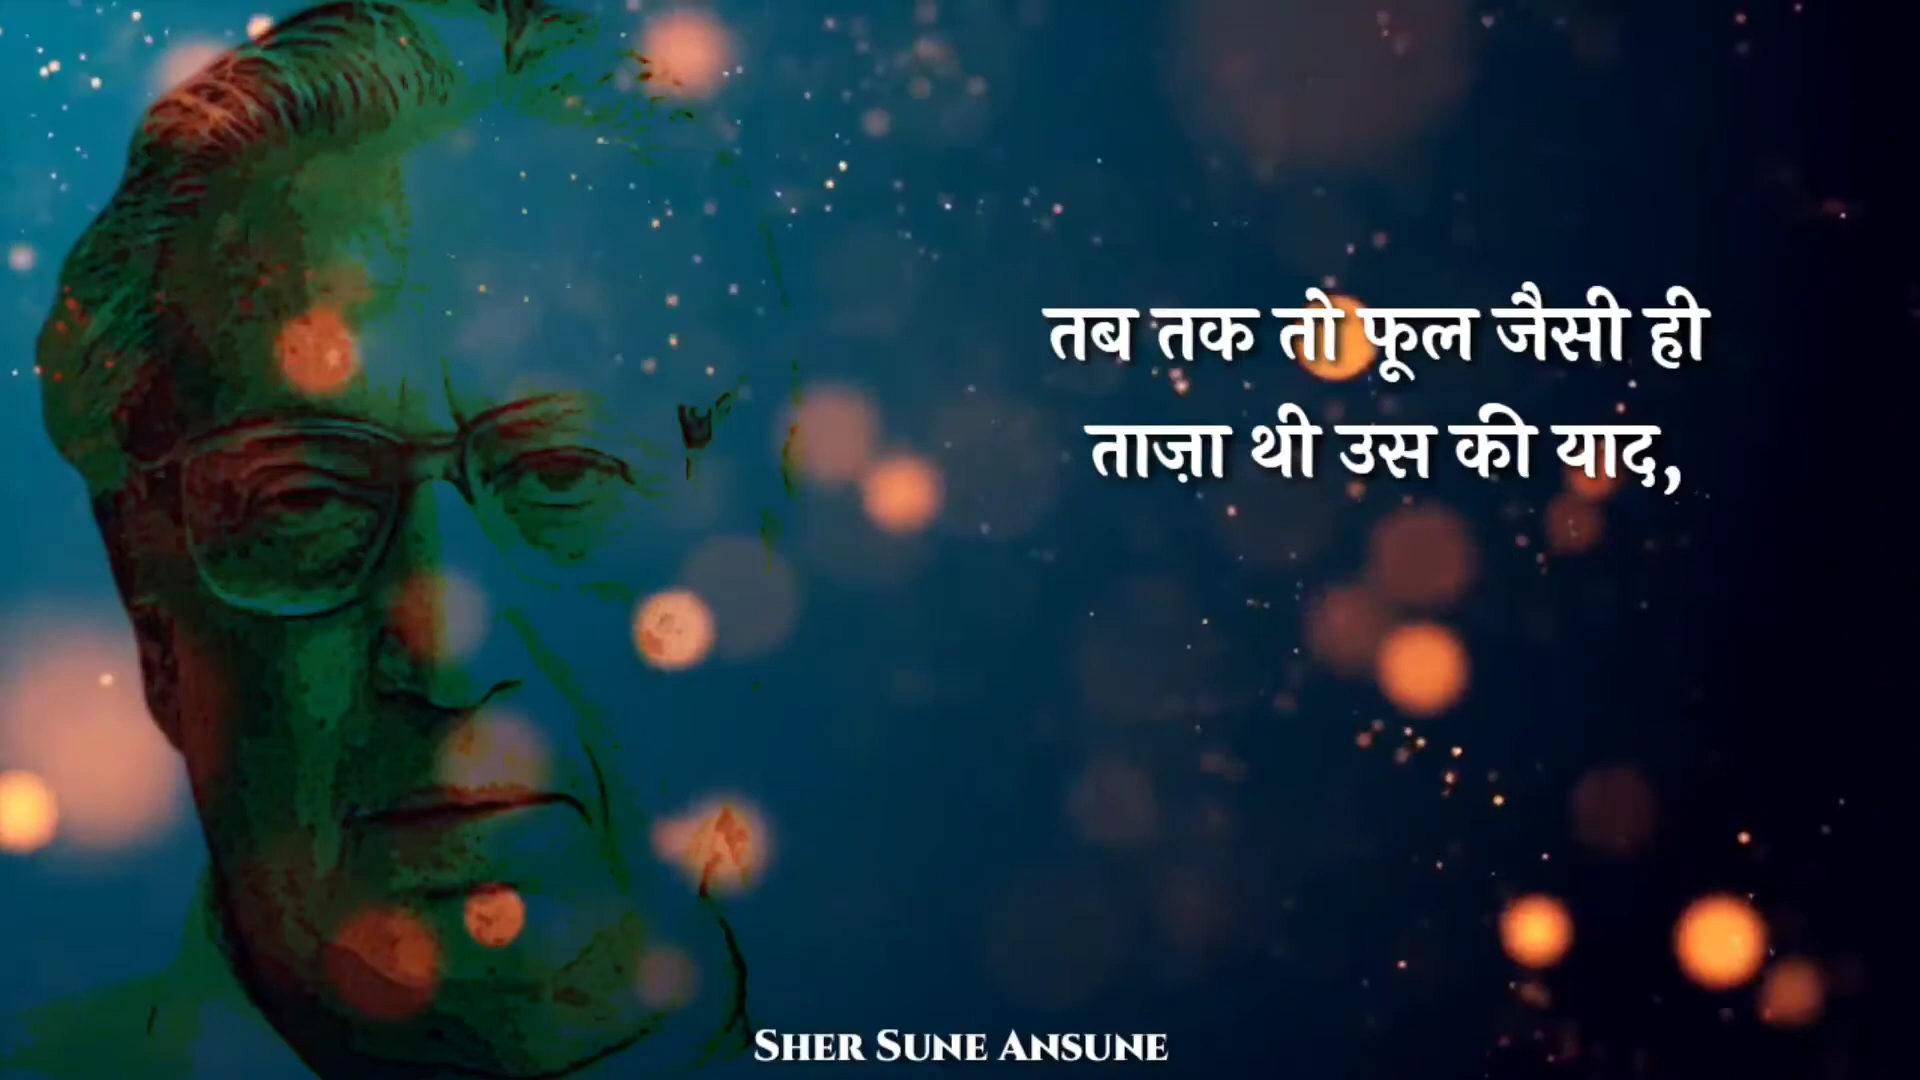 तब तक तो फूल जैसी ही
ताज़ा थी उस की याद,
SHER SUNE ANSUNE